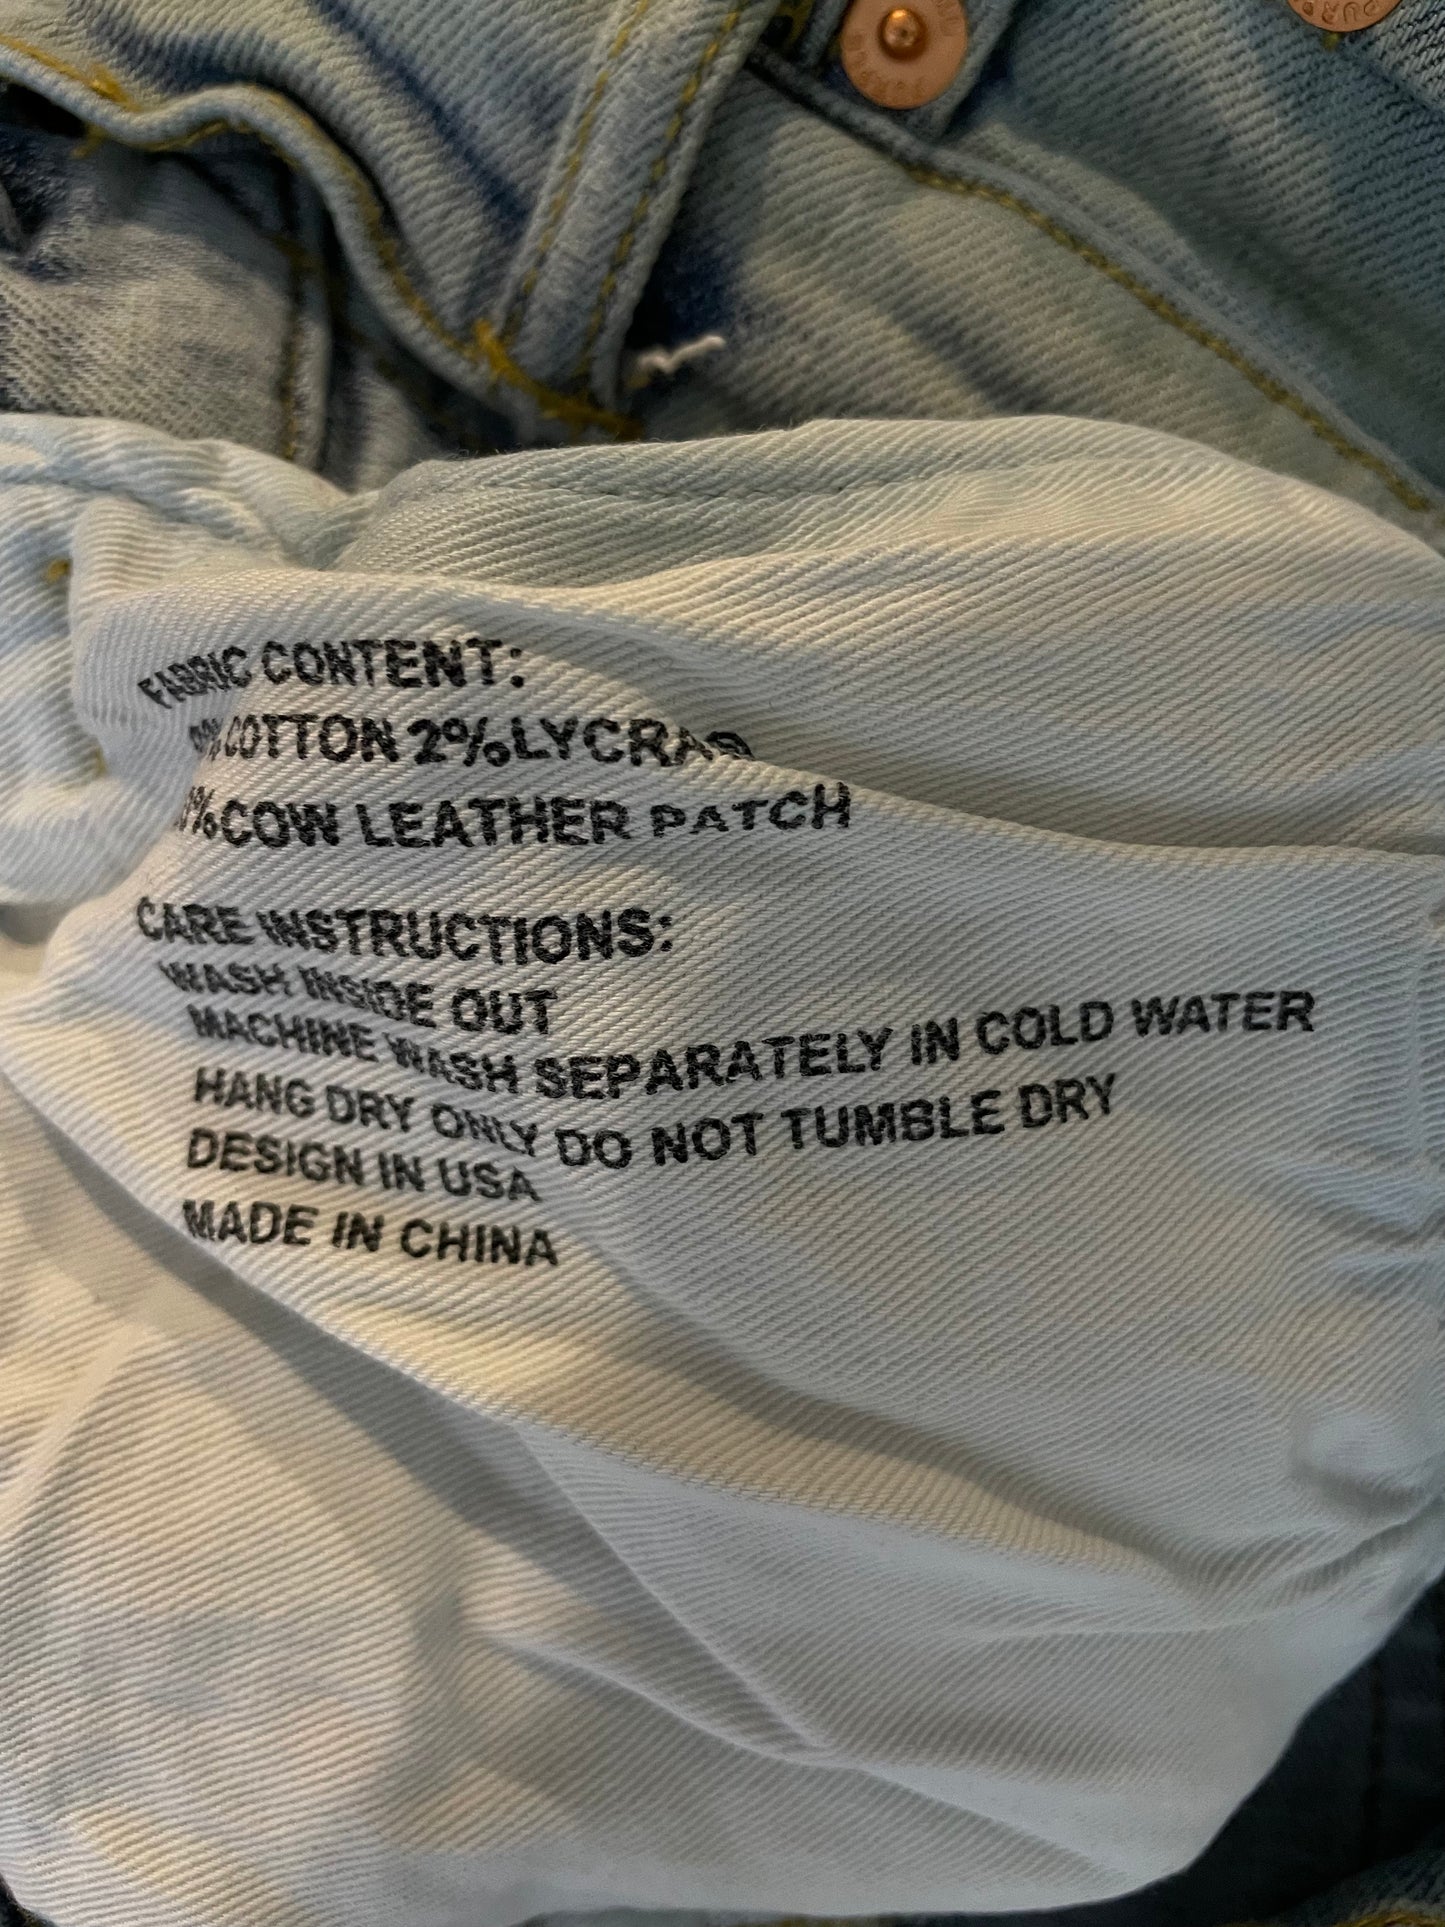 FABRIC CONTENT:
COTTON 2% LYCRA®
COW LEATHER PATCH
CARE INSTRUCTIONS:
WASH INSIDE OUT
MACHINE WASH SEPARATELY IN COLD WATER
HANG DRY ONLY DO NOT TUMBLE DRY
DESIGN IN USA
MADE IN CHINA